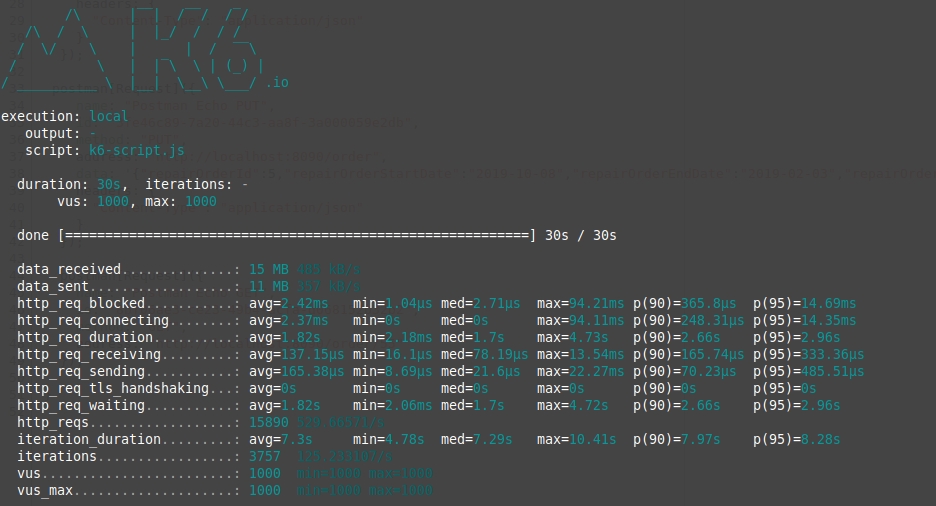 .io
execution: local
output: -
script: k6-script.js
duration: 30s, iterations: -
vus: 1000, max: 1000
done [==========================================================] 30s / 30s
data_received..............: 15 MB 485 kB/s
data_sent..................: 11 MB 357 kB/s
http_req_blocked...........: avg=2.42ms min=1.04µs med=2.71µs max=94.21ms p(90)=365.8µs p(95)=14.69ms
http_req_connecting........: avg=2.37ms min=0s med=0s max=94.11ms p(90)=248.31µs p(95)=14.35ms
http_req_duration..........: avg=1.82s min=2.18ms med=1.7s max=4.73s p(90)=2.66s p(95)=2.96s
http_req_receiving.........: avg=137.15µs min=16.1µs med=78.19µs max=13.54ms p(90)=165.74µs p(95)=333.36µs
http_req_sending...........: avg=165.38µs min=8.69µs med=21.6µs max=22.27ms p(90)=70.23µs p(95)=485.51µs
http_req_tls_handshaking...: avg=0s min=0s med=0s max=0s p(90)=0s p(95)=0s
http_req_waiting...........: avg=1.82s min=2.06ms med=1.7s max=4.72s p(90)=2.66s p(95)=2.96s
http_reqs..................: 15890
iteration_duration.........: avg=7.3s min=4.78s med=7.29s max=10.41s p(90)=7.97s p(95)=8.28s
iterations.................: 3757
vus........................: 1000 min=1000 max=1000
vus_max....................: 1000 min=1000 max=1000